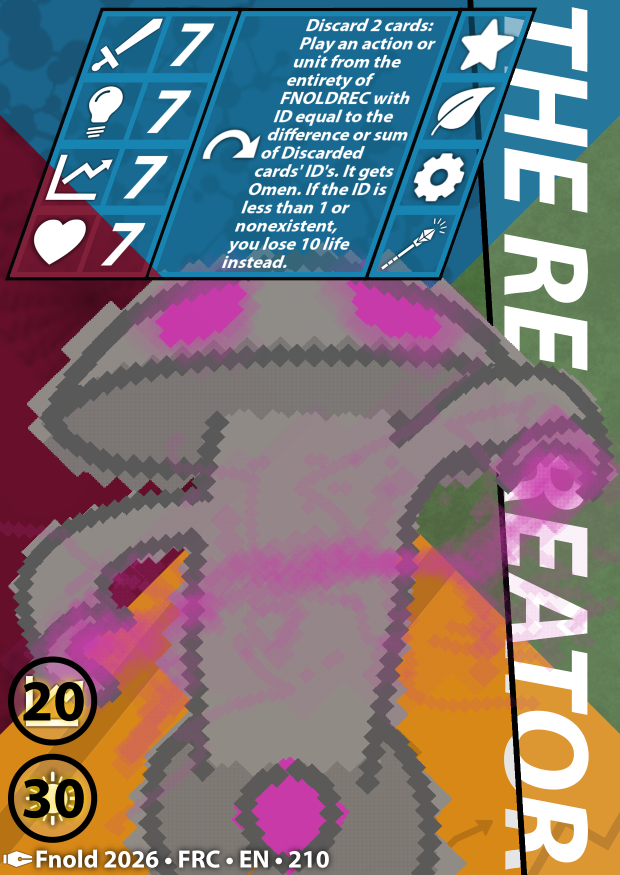 7
7
7
7
Discard 2 cards:
Play an action or
unit from the
entirety of
FNOLDREC with
ID equal to the
difference or sum
of Discarded
cards' ID's. It gets
Omen. If the ID is
less than 1 or
nonexistent,
you lose 10 life
instead.
THE RE REATOR
20
30
Fnold 2026 • FRC • EN • 210